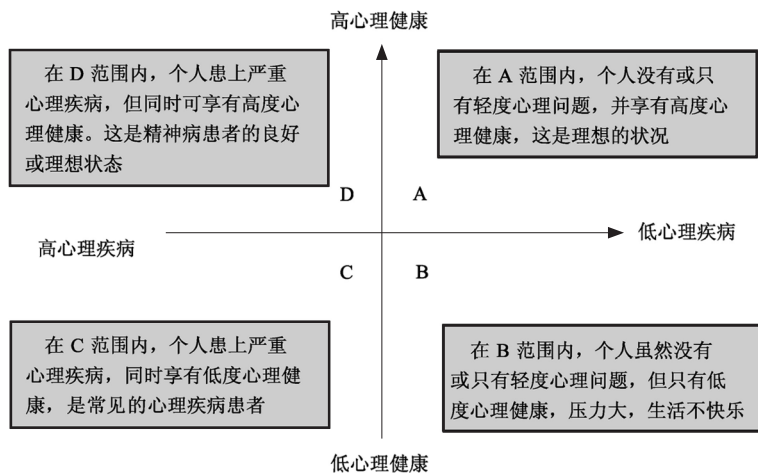 高心理健康
在 D 范围内，个人患上严重
心理疾病，但同时可享有高度心
理健康。这是精神病患者的良好
或理想状态
在 A 范围内，个人没有或只
有轻度心理问题，并享有高度心
理健康，这是理想的状况
D
A
高心理疾病
低心理疾病
C
B
在 C 范围内，个人患上严重
心理疾病，同时享有低度心理健
康，是常见的心理疾病患者
在 B 范围内，个人虽然没有
或只有轻度心理问题，但只有低
度心理健康，压力大，生活不快乐
低心理健康